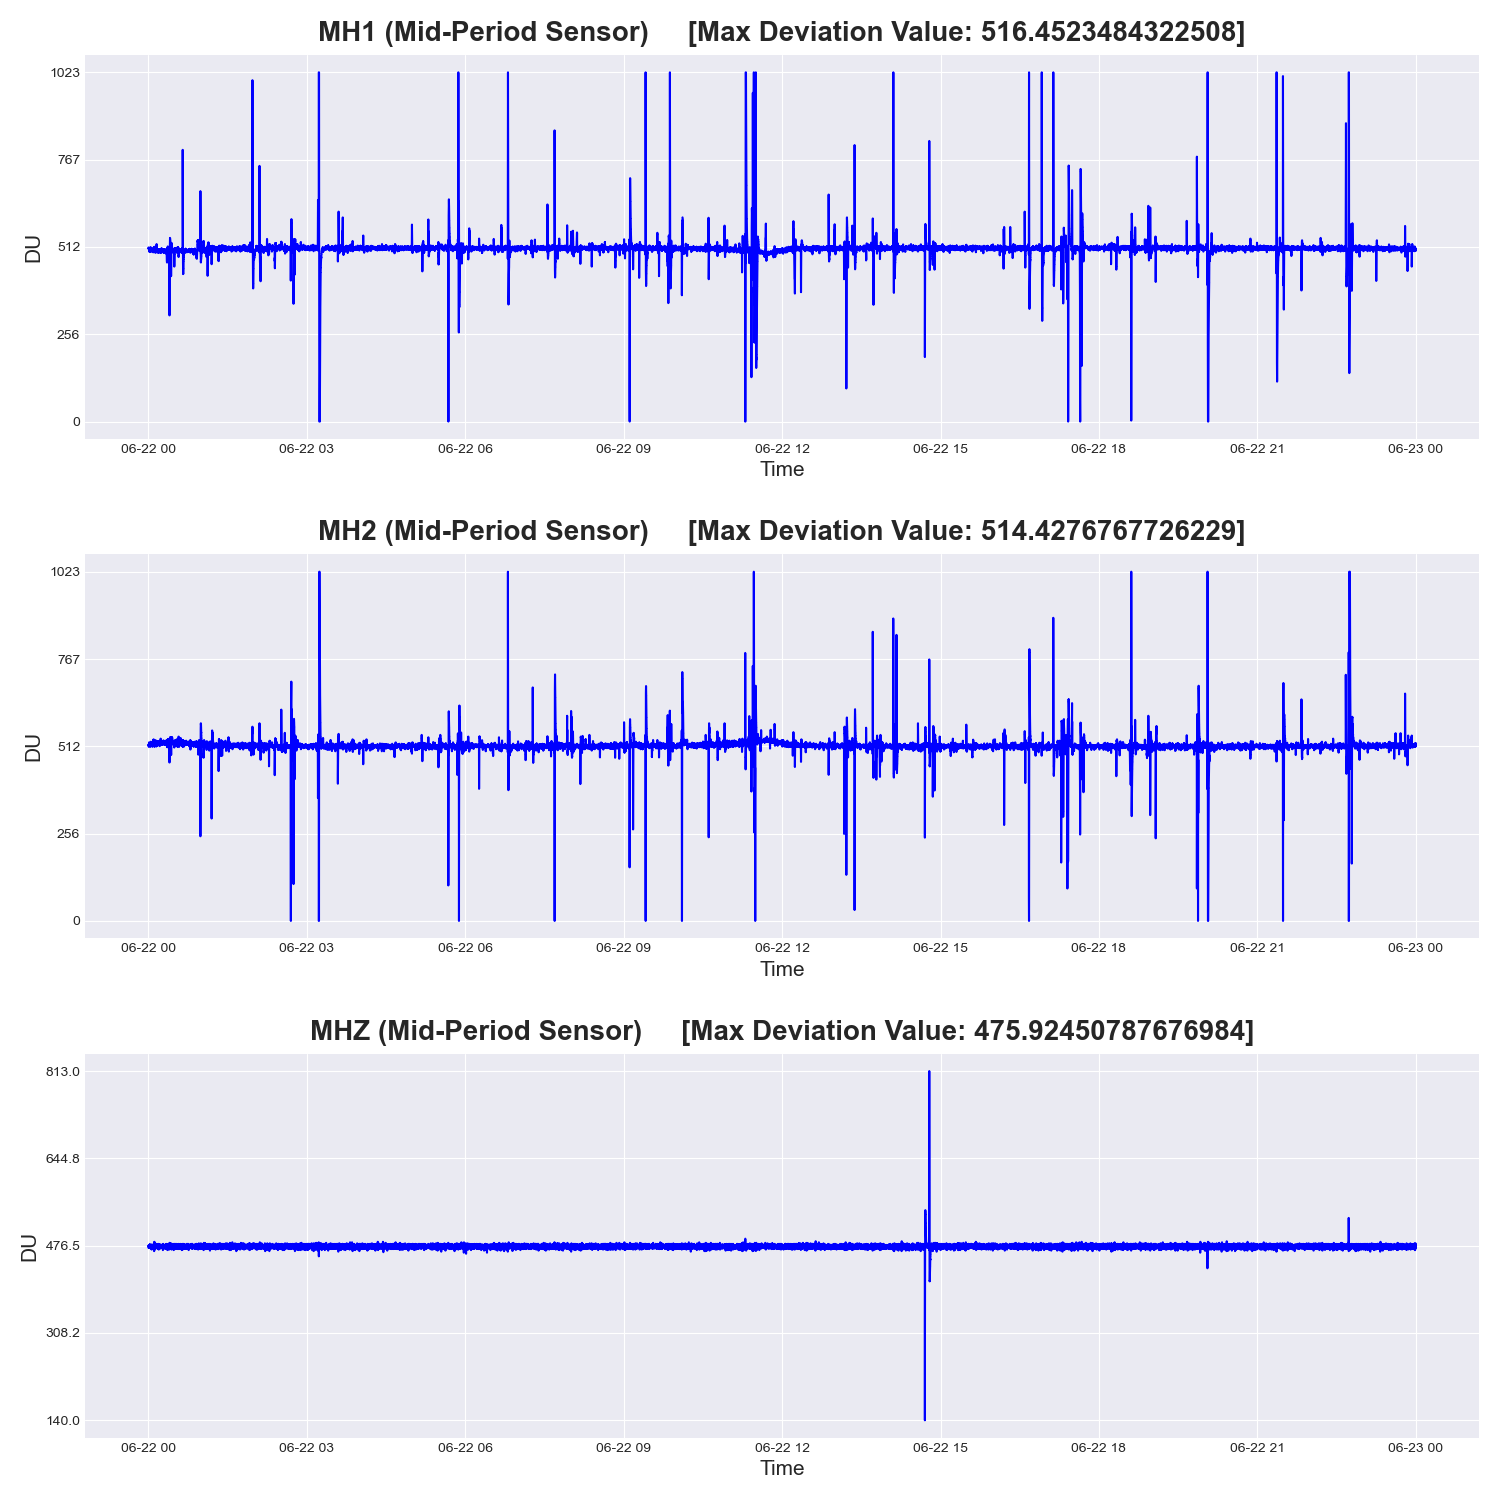 MH1 (Mid-Period Sensor) [Max Deviation Value: 516.4523484322508]
1023
767
512
256
0
DU
06-22 00 06-22 03 06-22 06 06-22 09 06-22 12 06-22 15 06-22 18 06-22 21 06-23 00
Time
MH2 (Mid-Period Sensor) [Max Deviation Value: 514.4276767726229]
1023
767
512
256
0
DU
06-22 00 06-22 03 06-22 06 06-22 09 06-22 12 06-22 15 06-22 18 06-22 21 06-23 00
Time
MHZ (Mid-Period Sensor) [Max Deviation Value: 475.92450787676984]
813.0
644.8
476.5
308.2
140.0
DU
06-22 00 06-22 03 06-22 06 06-22 09 06-22 12 06-22 15 06-22 18 06-22 21 06-23 00
Time